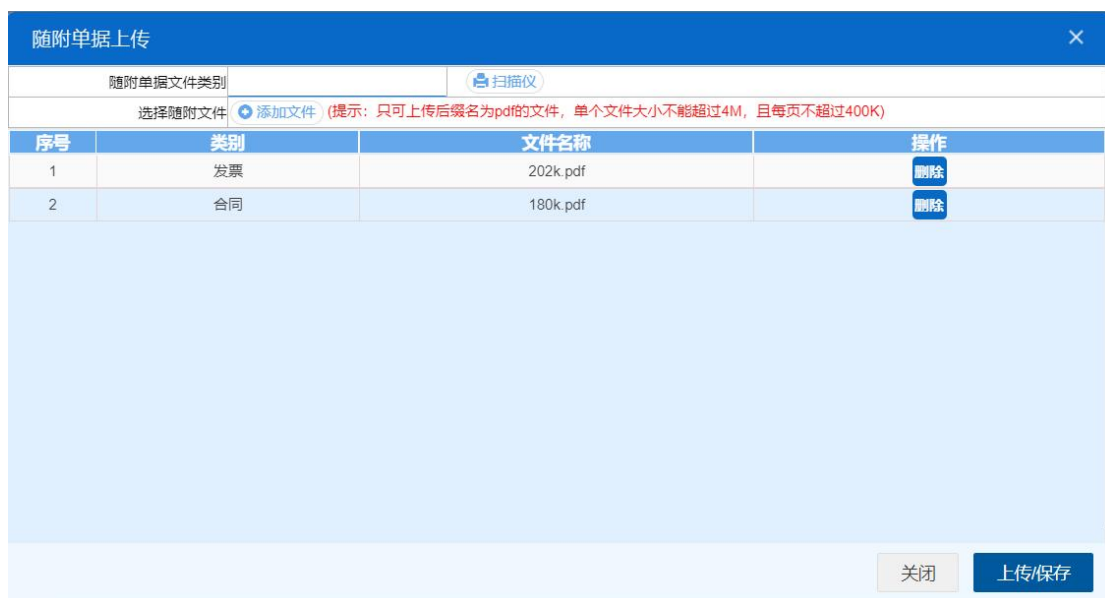 随附单据上传
随附单据文件类别 扫描仪
选择随附文件 添加文件 (提示：只可上传后缀名为pdf的文件，单个文件大小不能超过4M，且每页不超过400K)
序号 类别 文件名称 操作
1 发票 202k.pdf 删除
2 合同 180k.pdf 删除
关闭 上传/保存